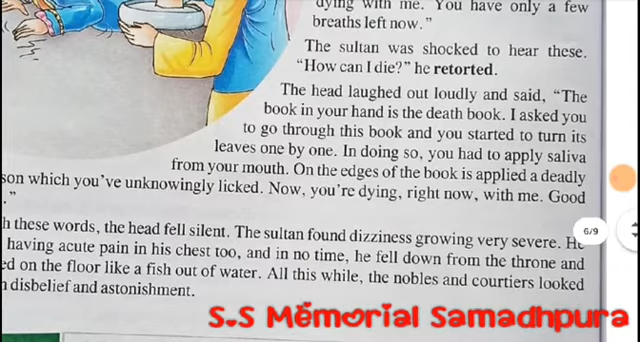 dying with me. You have only a few
breaths left now.”
The sultan was shocked to hear these.
“How can I die?” he retorted.
The head laughed out loudly and said, “The
book in your hand is the death book. I asked you
to go through this book and you started to turn its
leaves one by one. In doing so, you had to apply saliva
from your mouth. On the edges of the book is applied a deadly
son which you’ve unknowingly licked. Now, you’re dying, right now, with me. Good
.”
h these words, the head fell silent. The sultan found dizziness growing very severe. He
having acute pain in his chest too, and in no time, he fell down from the throne and
ed on the floor like a fish out of water. All this while, the nobles and courtiers looked
n disbelief and astonishment.
6/9
S.S Memorial Samadhpura